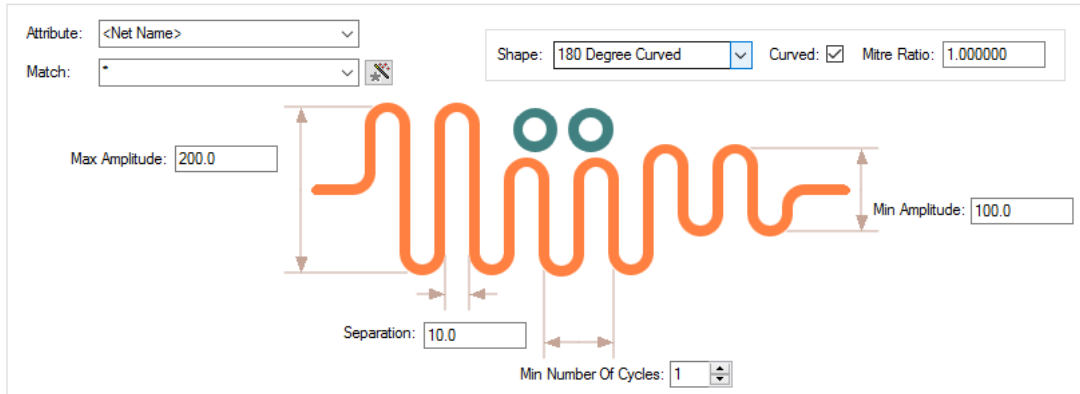 Attribute: <Net Name>
Match: *
Shape: 180 Degree Curved Curved: Mitre Ratio: 1.000000
Max Amplitude: 200.0
Min Amplitude: 100.0
Separation: 10.0
Min Number Of Cycles: 1